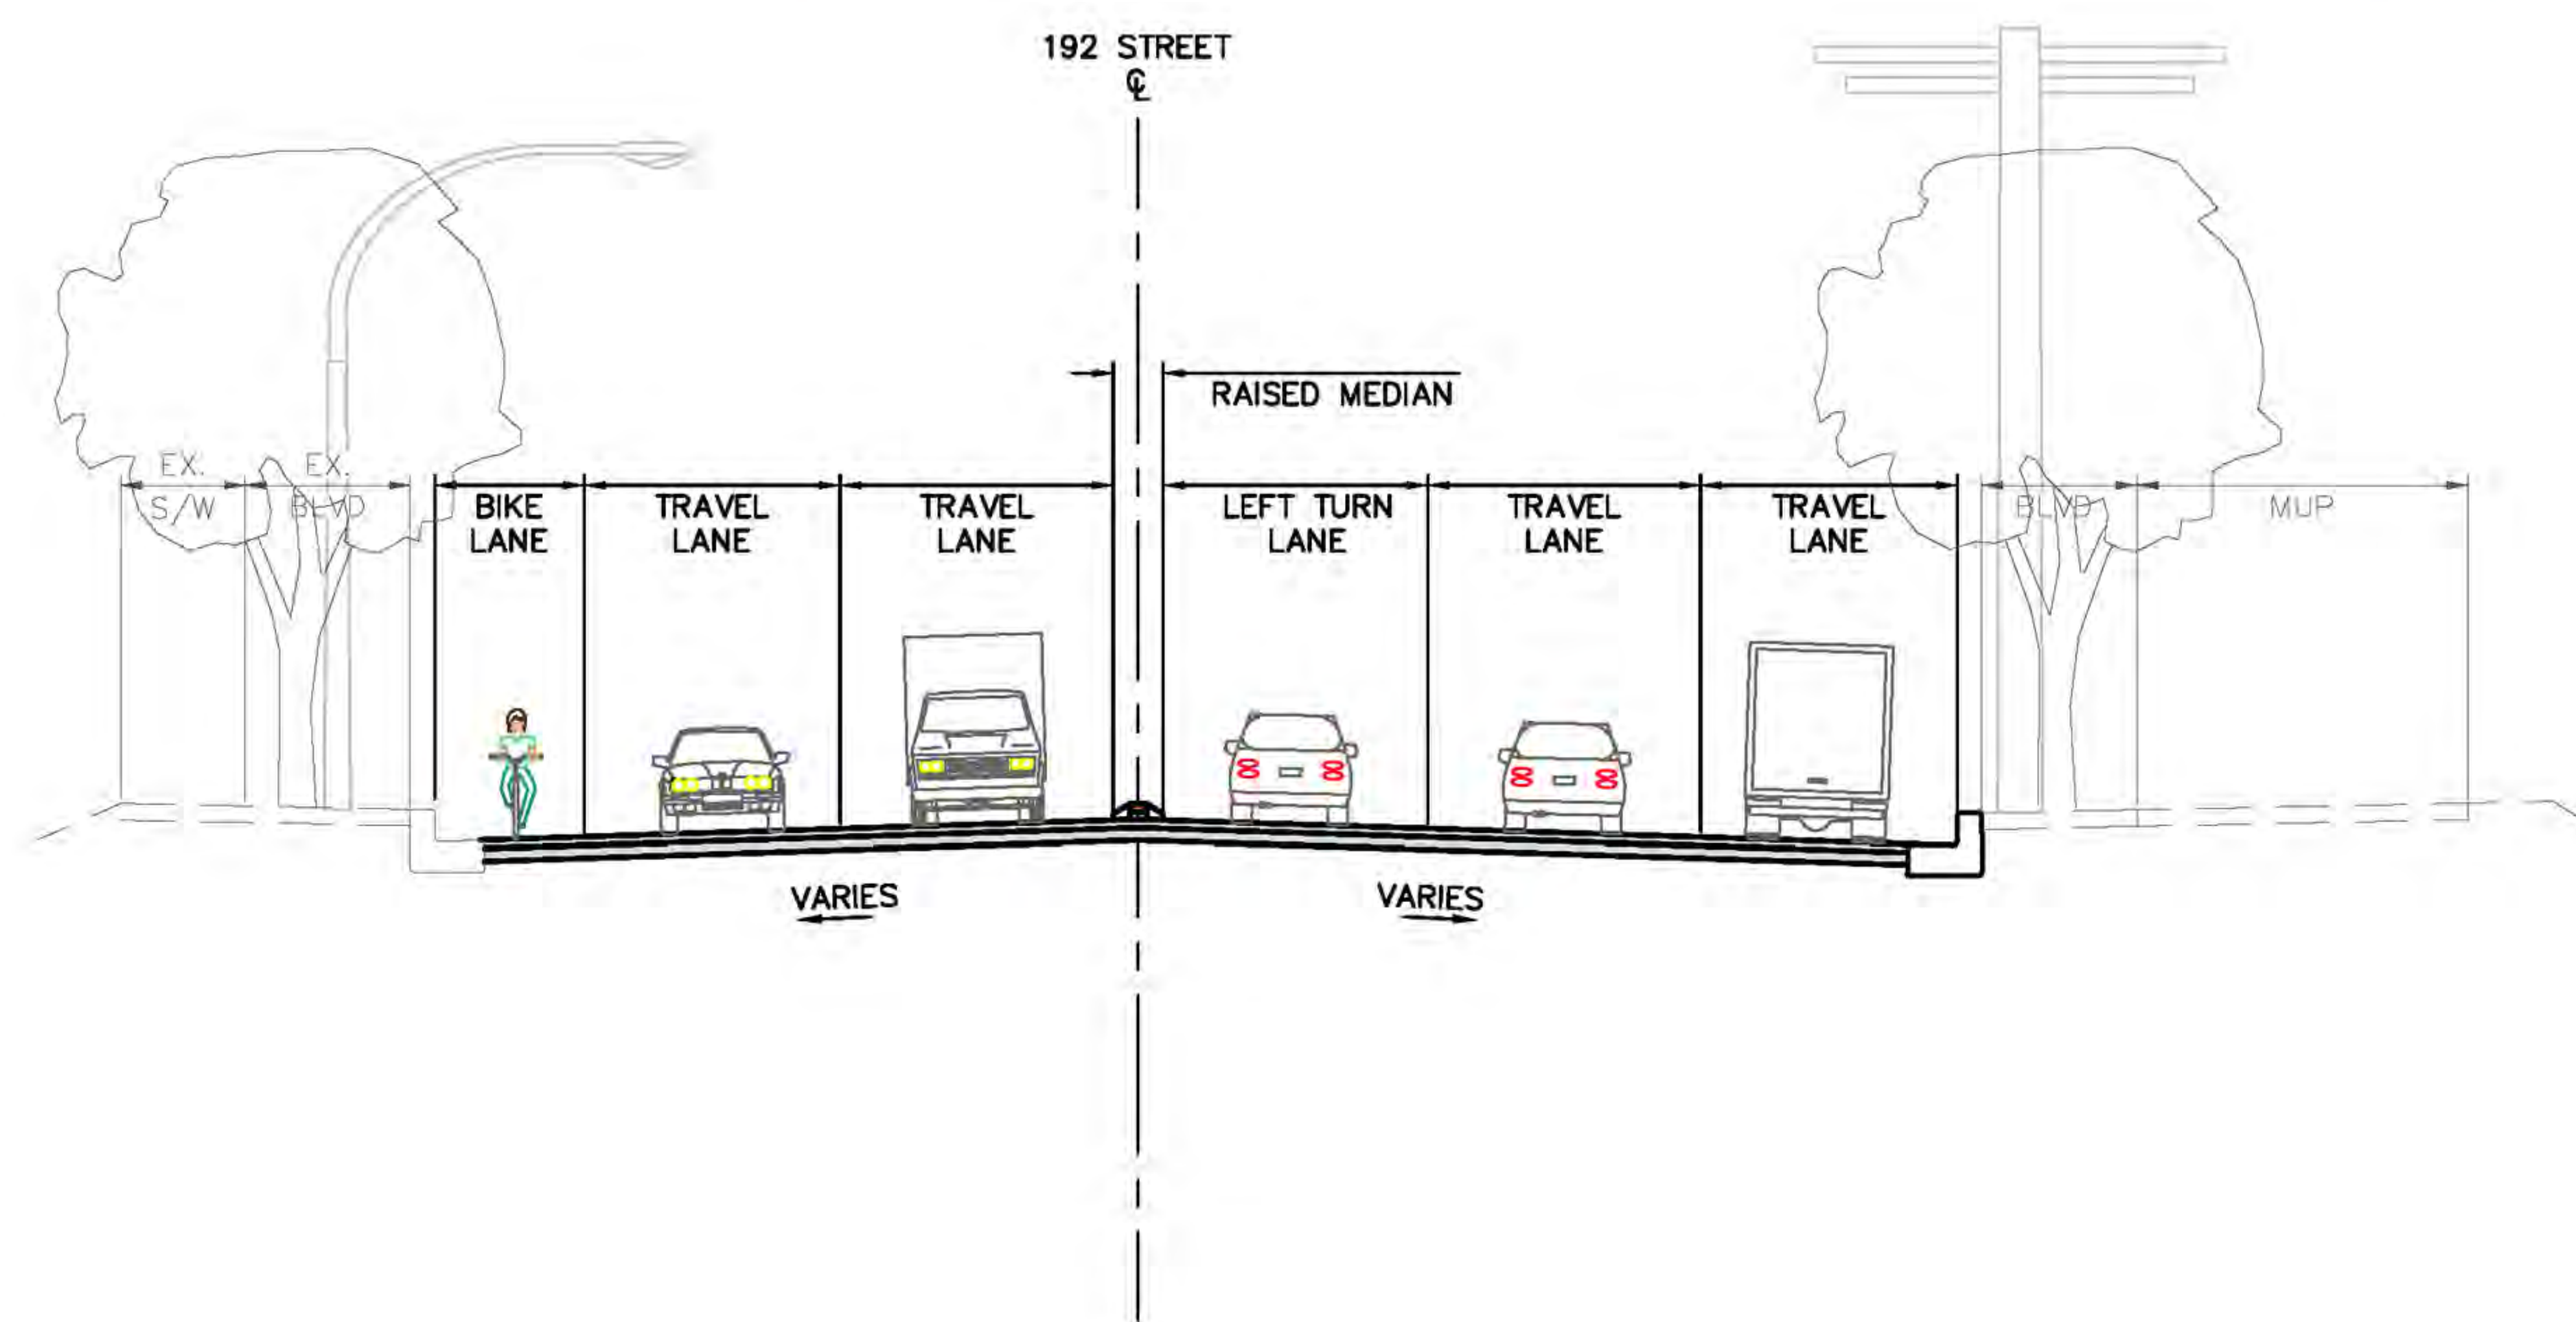 192 STREET
℄
RAISED MEDIAN
EX.
S/W
EX.
BLVD
BIKE
LANE
TRAVEL
LANE
TRAVEL
LANE
LEFT TURN
LANE
TRAVEL
LANE
TRAVEL
LANE
BLVD
MUP
VARIES
VARIES